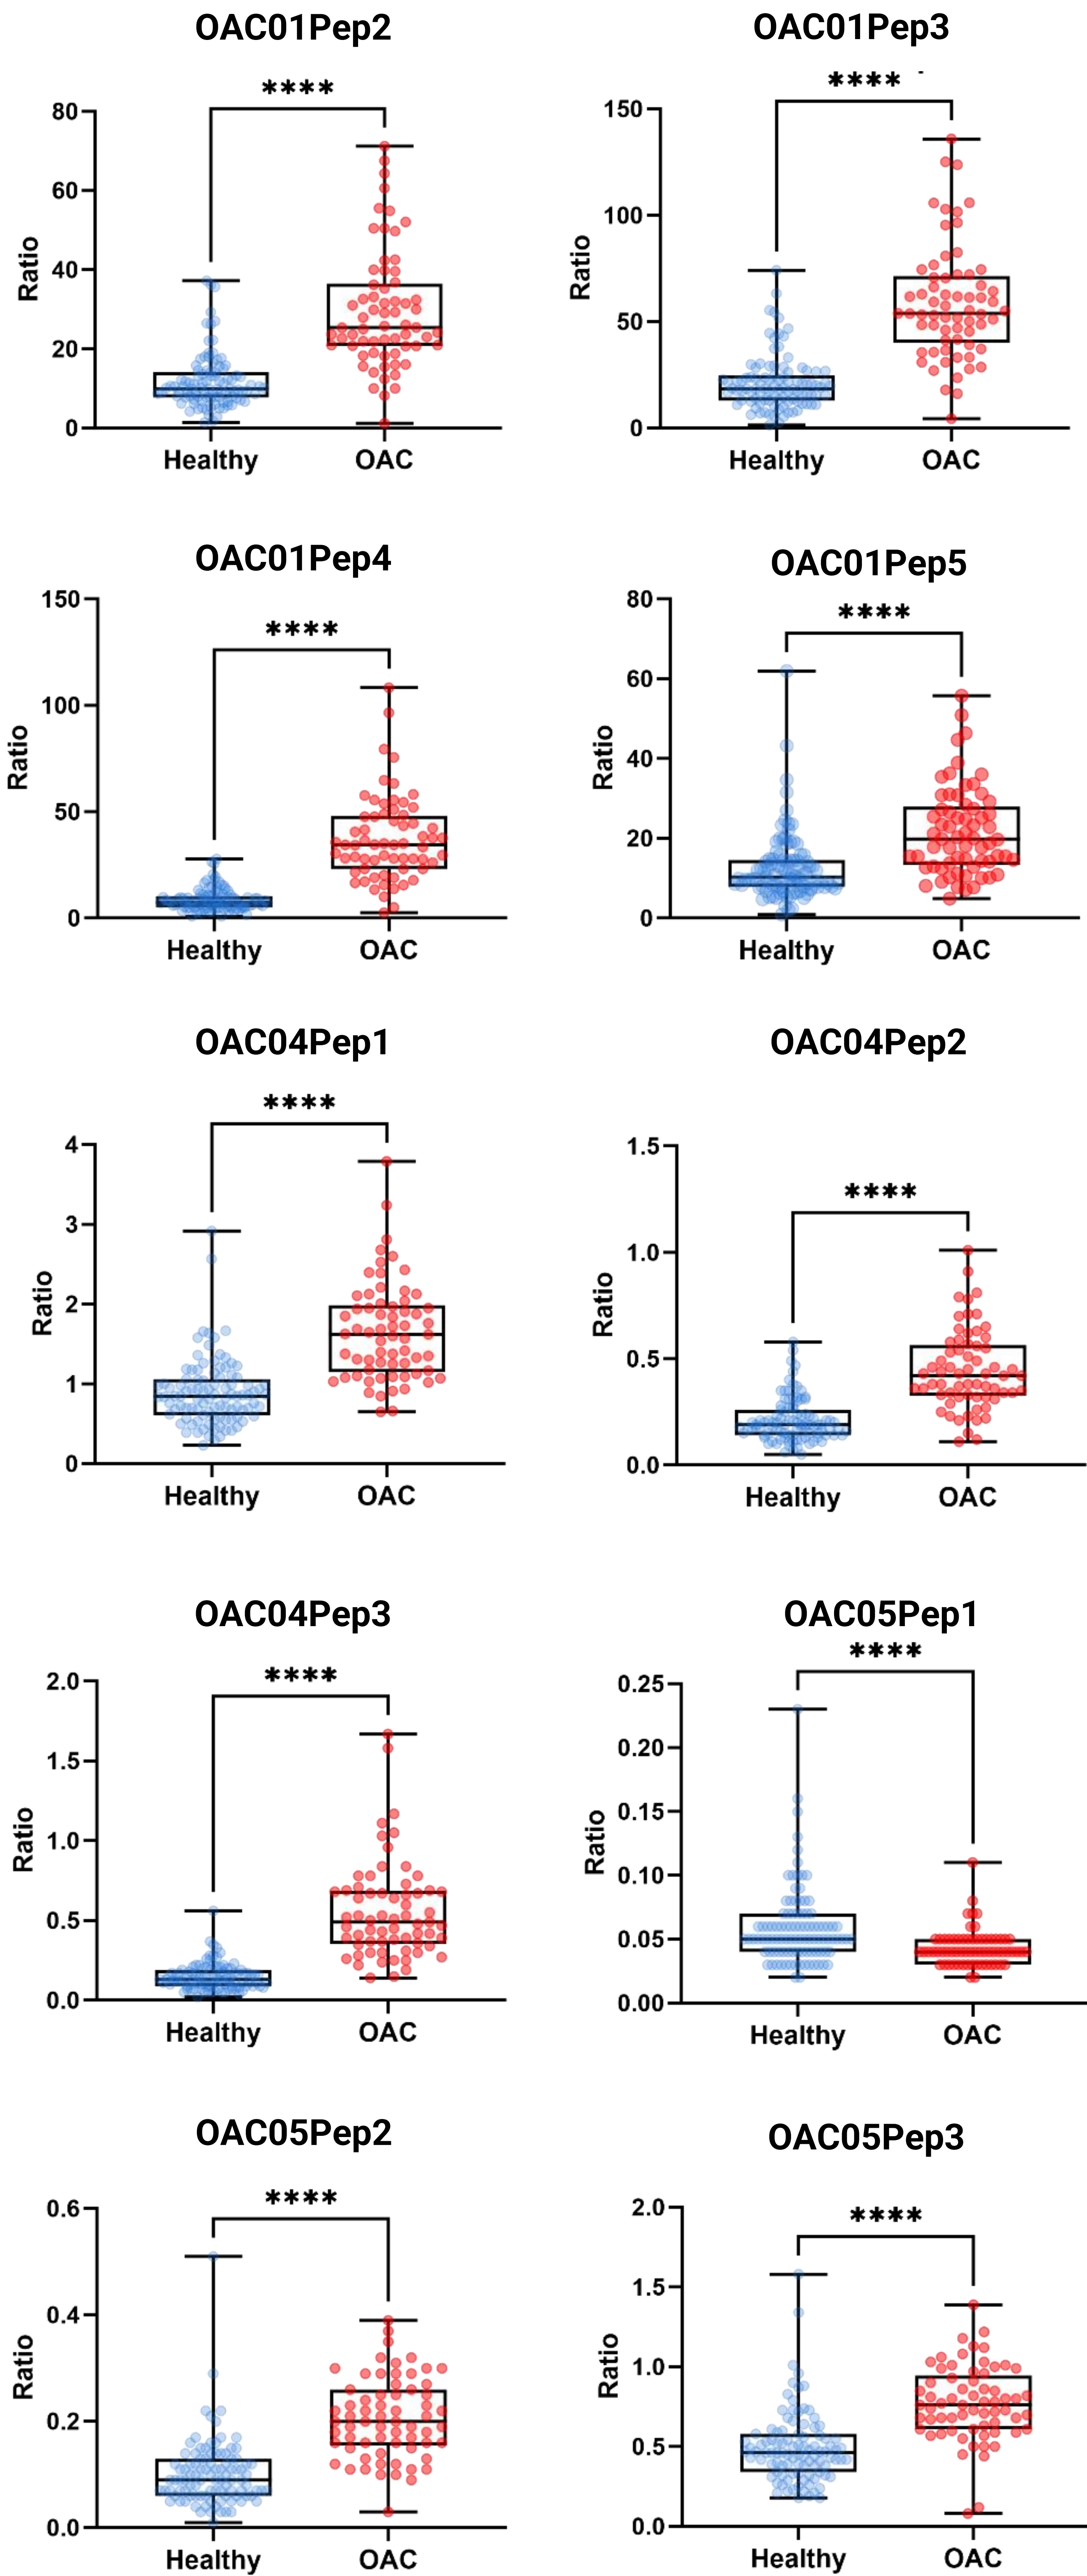 OAC01Pep2
****
80
60
40
20
0
Ratio
Healthy
OAC
OAC01Pep3
****
150
100
50
0
Ratio
Healthy
OAC
OAC01Pep4
****
150
100
50
0
Ratio
Healthy
OAC
OAC01Pep5
****
80
60
40
20
0
Ratio
Healthy
OAC
OAC04Pep1
****
4
3
2
1
0
Ratio
Healthy
OAC
OAC04Pep2
****
1.5
1.0
0.5
0.0
Ratio
Healthy
OAC
OAC04Pep3
****
2.0
1.5
1.0
0.5
0.0
Ratio
Healthy
OAC
OAC05Pep1
****
0.25
0.20
0.15
0.10
0.05
0.00
Ratio
Healthy
OAC
OAC05Pep2
****
0.6
0.4
0.2
0.0
Ratio
Healthy
OAC
OAC05Pep3
****
2.0
1.5
1.0
0.5
0.0
Ratio
Healthy
OAC